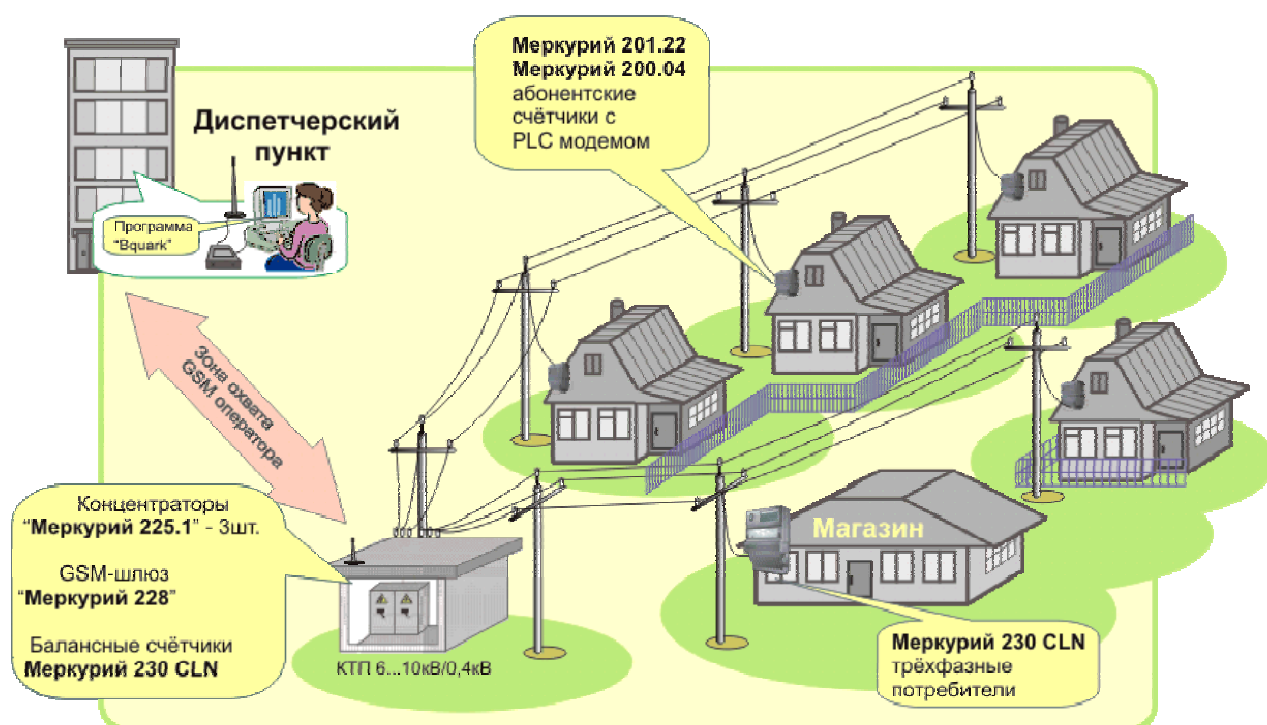 Меркурий 201.22
Меркурий 200.04
абонентские
счётчики с
PLC модемом
Диспетчерский
пункт
Программа
“Bquark”
Зона охвата
GSM оператора
Концентраторы
“Меркурий 225.1” - 3шт.
GSM-шлюз
“Меркурий 228”
Балансные счётчики
Меркурий 230 CLN
КТП 6...10кВ/0,4кВ
Магазин
Меркурий 230 CLN
трёхфазные
потребители